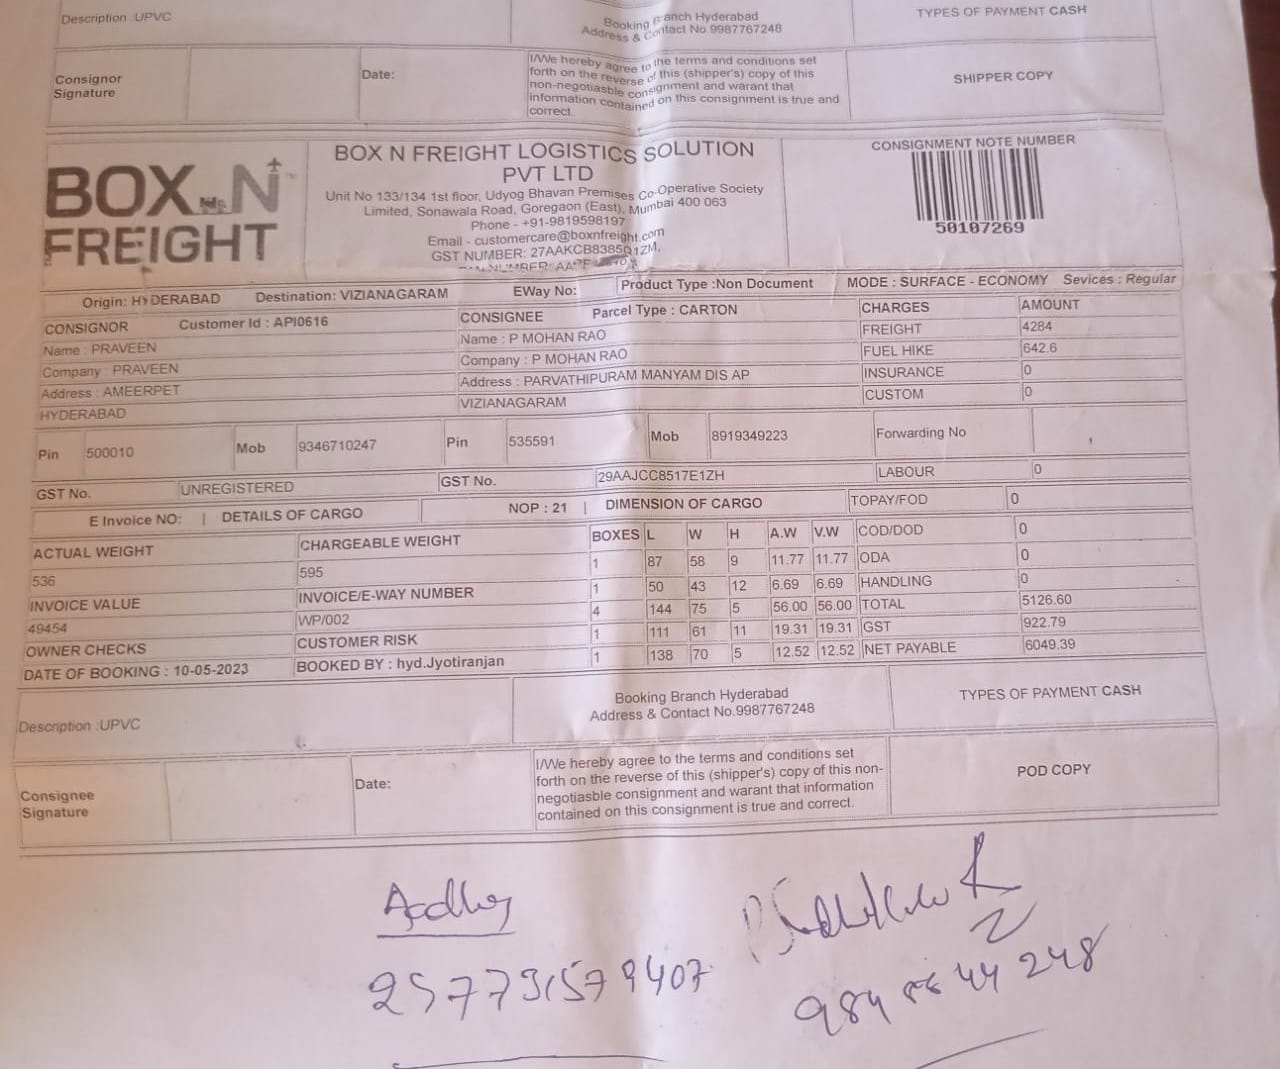 Description :UPVC
Booking Branch Hyderabad
Address & Contact No.9987767248
TYPES OF PAYMENT CASH
Consignor
Signature
Date:
I/We hereby agree to the terms and conditions set
forth on the reverse of this (shipper's) copy of this
non-negotiasble consignment and warant that
information contained on this consignment is true and
correct.
SHIPPER COPY
BOX N
FREIGHT
BOX N FREIGHT LOGISTICS SOLUTION
PVT LTD
Unit No 133/134 1st floor, Udyog Bhavan Premises Co-Operative Society
Limited, Sonawala Road, Goregaon (East), Mumbai 400 063
Phone - +91-9819598197
Email - customercare@boxnfreight.com
GST NUMBER: 27AAKCB8385Q1ZM,
CONSIGNMENT NOTE NUMBER
50107269
Origin: HYDERABAD Destination: VIZIANAGARAM EWay No: Product Type :Non Document MODE : SURFACE - ECONOMY Sevices : Regular
CONSIGNOR Customer Id : API0616 CONSIGNEE Parcel Type : CARTON CHARGES AMOUNT
Name : PRAVEEN Name : P MOHAN RAO FREIGHT 4284
Company : PRAVEEN Company : P MOHAN RAO FUEL HIKE 642.6
Address : AMEERPET Address : PARVATHIPURAM MANYAM DIS AP INSURANCE 0
HYDERABAD VIZIANAGARAM CUSTOM 0
Pin 500010 Mob 9346710247 Pin 535591 Mob 8919349223 Forwarding No
GST No. UNREGISTERED GST No. 29AAJCC8517E1ZH LABOUR 0
E Invoice NO: | DETAILS OF CARGO NOP : 21 | DIMENSION OF CARGO TOPAY/FOD 0
ACTUAL WEIGHT CHARGEABLE WEIGHT BOXES L W H A.W V.W COD/DOD 0
536 595 1 87 58 9 11.77 11.77 ODA 0
INVOICE VALUE INVOICE/E-WAY NUMBER 1 50 43 12 6.69 6.69 HANDLING 0
49454 WP/002 4 144 75 5 56.00 56.00 TOTAL 5126.60
OWNER CHECKS CUSTOMER RISK 1 111 61 11 19.31 19.31 GST 922.79
DATE OF BOOKING : 10-05-2023 BOOKED BY : hyd.Jyotiranjan 1 138 70 5 12.52 12.52 NET PAYABLE 6049.39
Description :UPVC
Booking Branch Hyderabad
Address & Contact No.9987767248
TYPES OF PAYMENT CASH
Consignee
Signature
Date:
I/We hereby agree to the terms and conditions set
forth on the reverse of this (shipper's) copy of this non-
negotiasble consignment and warant that information
contained on this consignment is true and correct.
POD COPY